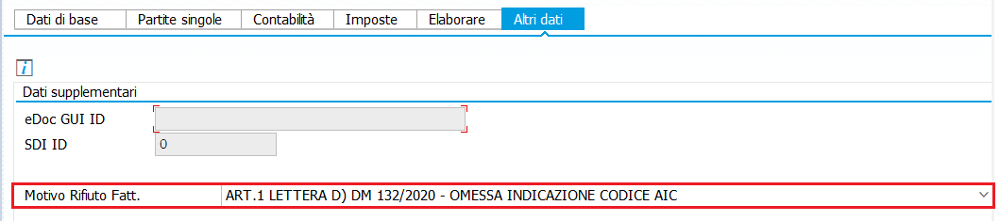 Dati di base Partite singole Contabilità Imposte Elaborare Altri dati
i
Dati supplementari
eDoc GUI ID
SDI ID 0
Motivo Rifiuto Fatt. ART.1 LETTERA D) DM 132/2020 - OMESSA INDICAZIONE CODICE AIC